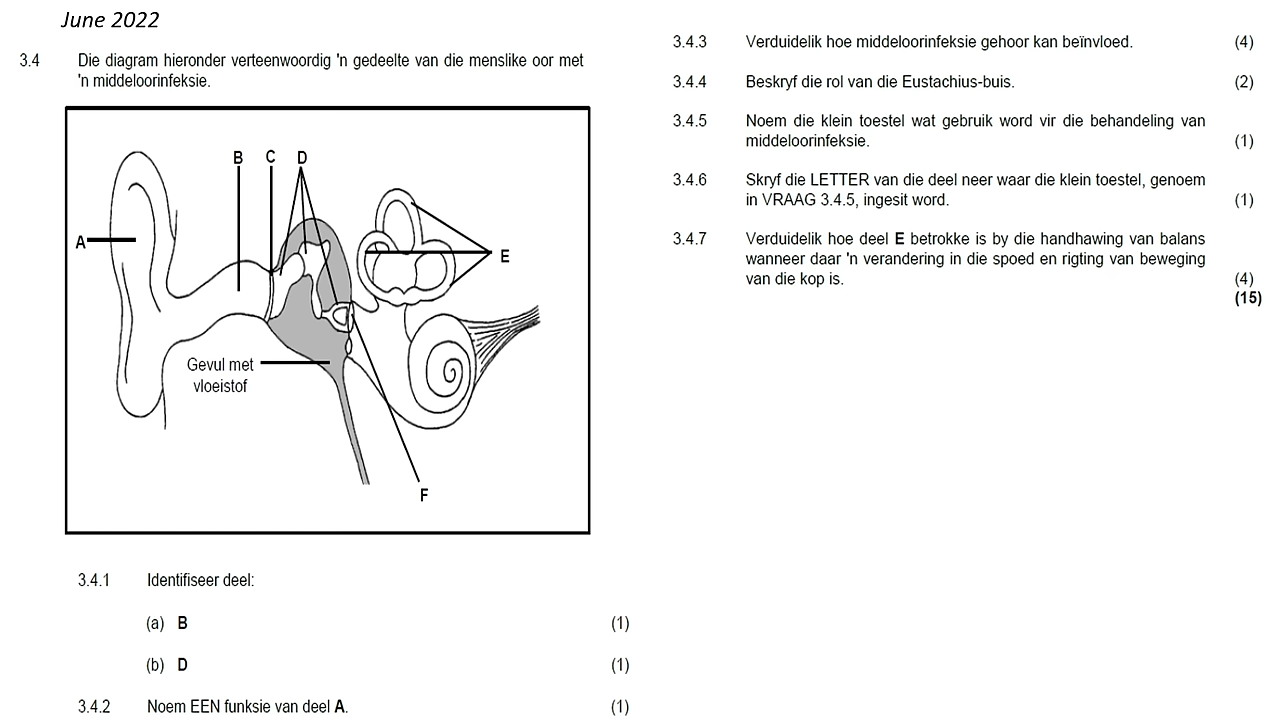 June 2022
3.4 Die diagram hieronder verteenwoordig 'n gedeelte van die menslike oor met
'n middeloorinfeksie.
B C D
A
E
Gevul met
vloeistof
F
3.4.1 Identifiseer deel:
(a) B (1)
(b) D (1)
3.4.2 Noem EEN funksie van deel A. (1)
3.4.3 Verduidelik hoe middeloorinfeksie gehoor kan beïnvloed. (4)
3.4.4 Beskryf die rol van die Eustachius-buis. (2)
3.4.5 Noem die klein toestel wat gebruik word vir die behandeling van
middeloorinfeksie. (1)
3.4.6 Skryf die LETTER van die deel neer waar die klein toestel, genoem
in VRAAG 3.4.5, ingesit word. (1)
3.4.7 Verduidelik hoe deel E betrokke is by die handhawing van balans
wanneer daar 'n verandering in die spoed en rigting van beweging
van die kop is. (4)
(15)